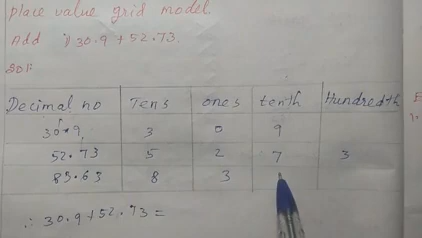 place value grid model
Add i) 30.9 + 52.73.
Sol:
Decimal no Tens ones tenth Hundredth
30.9, 3 0 9
52.73 5 2 7 3
83.63 8 3
∴ 30.9 + 52.73 =